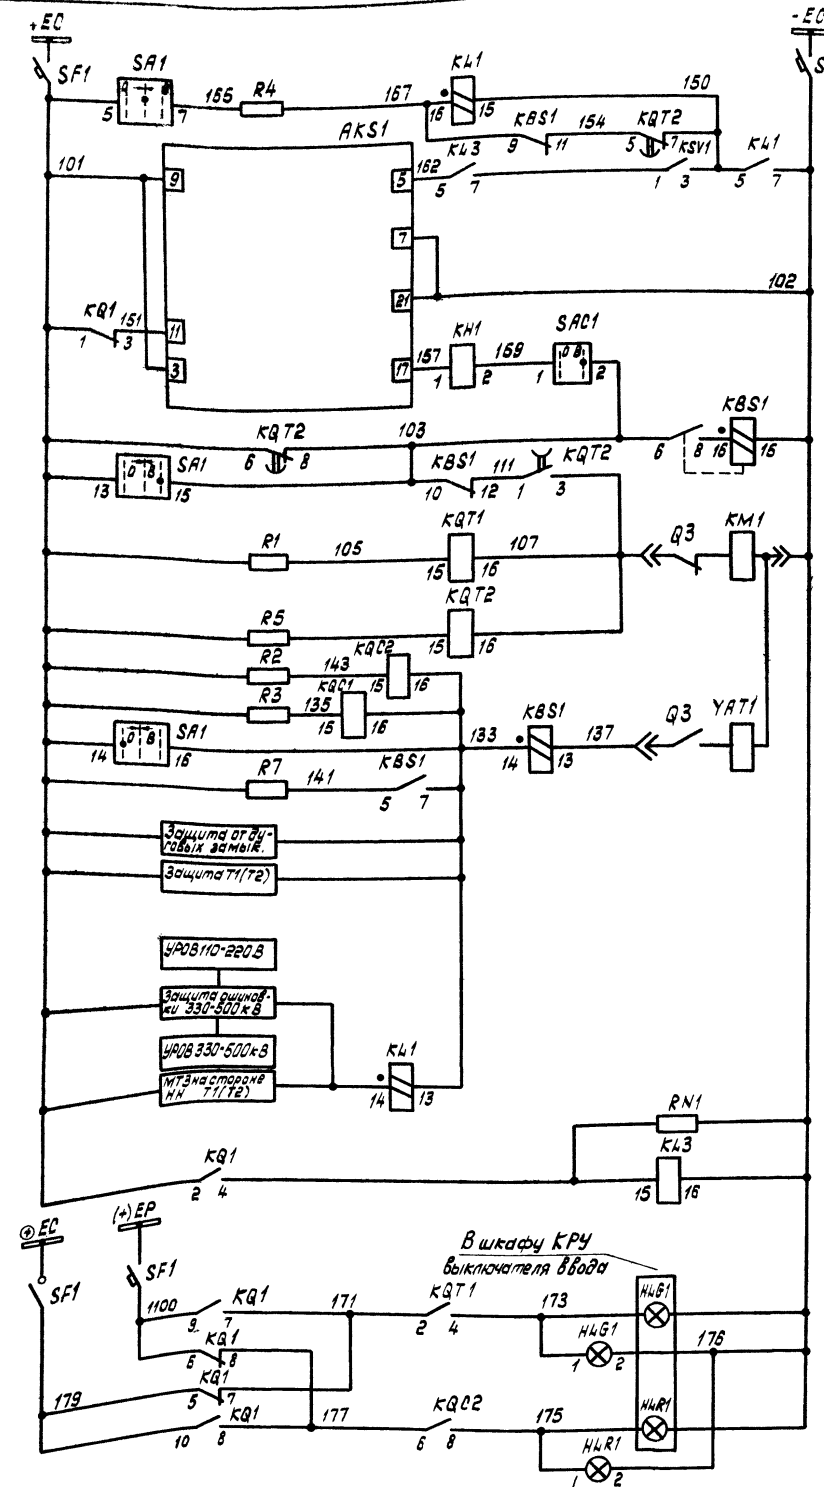 +EC
-EC
SF1
S
SA1
5
7
166
R4
167
KL1
16
15
150
AKS1
KBS1
9
11
154
KQT2
5
7
101
9
5
162
KL3
5
7
KSV1
1
3
KL1
5
7
7
21
102
KQ1
1
3
151
11
3
17
157
KH1
1
2
169
SAC1
O B
1
2
KQT2
6
8
103
6
8
KBS1
16
15
SA1
O B
13
15
KBS1
10
12
111
KQT2
1
3
R1
105
KQT1
15
16
107
Q3
KM1
R5
KQT2
15
16
R2
143
KQC2
15
16
R3
135
KQC1
15
16
SA1
O B
14
16
133
KBS1
14
13
137
Q3
YAT1
R7
141
KBS1
5
7
Защита от ду-
говых замык.
Защита Т1(Т2)
УРОВ 110-220В
Защита ошинов-
ки 330-500кВ
УРОВ 330-500кВ
МТЗ на стороне
НН Т1(Т2)
KL1
14
13
RN1
KQ1
2
4
KL3
15
16
⊕EC
(+)EP
SF1
SF1
В шкафу КРУ
выключателя ввода
1100
KQ1
9
7
171
KQT1
2
4
173
HLG1
HLG1
1
2
176
KQ1
6
8
KQ1
5
7
179
KQ1
10
8
177
KQC2
6
8
175
HLR1
HLR1
1
2